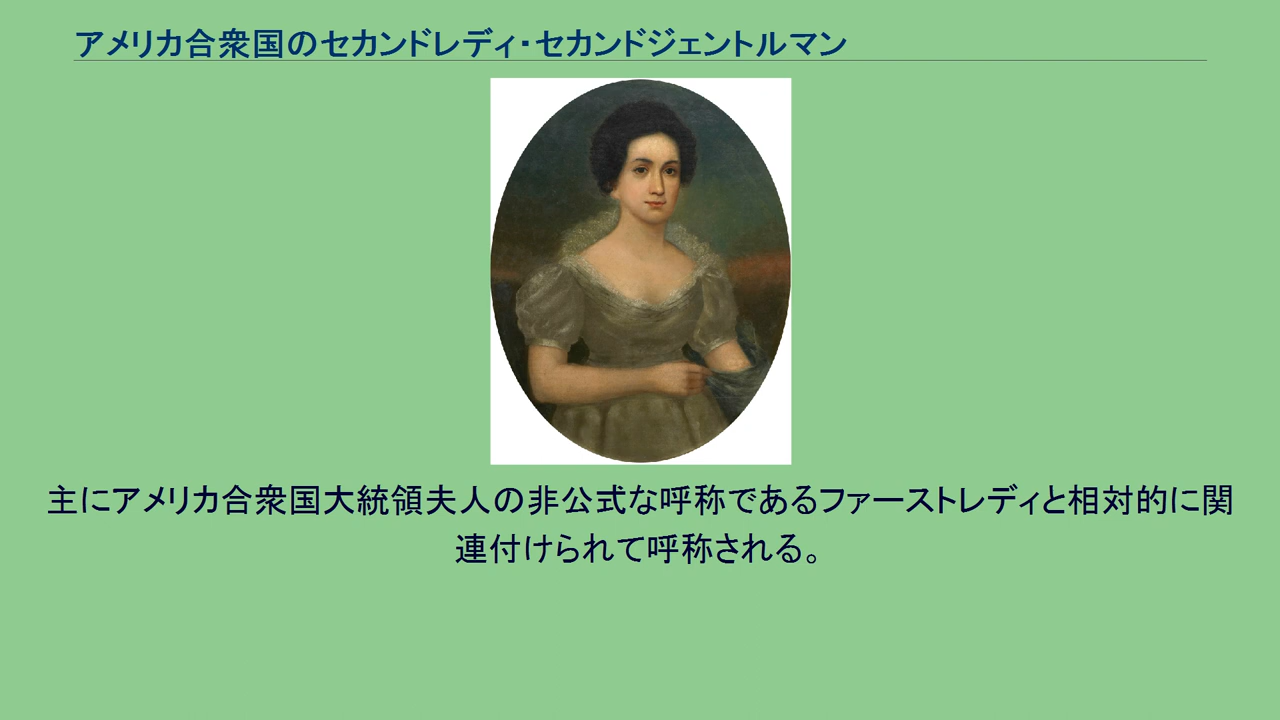 アメリカ合衆国のセカンドレディ・セカンドジェントルマン
主にアメリカ合衆国大統領夫人の非公式な呼称であるファーストレディと相対的に関
連付けられて呼称される。